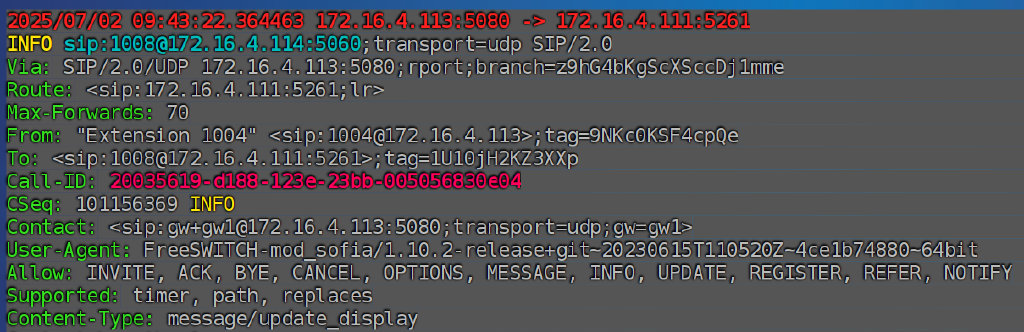 2025/07/02 09:43:22.364463 172.16.4.113:5080 -> 172.16.4.111:5261
INFO sip:1008@172.16.4.114:5060;transport=udp SIP/2.0
Via: SIP/2.0/UDP 172.16.4.113:5080;rport;branch=z9hG4bKgScXSccDj1mme
Route: <sip:172.16.4.111:5261;lr>
Max-Forwards: 70
From: "Extension 1004" <sip:1004@172.16.4.113>;tag=9NKc0KSF4cpQe
To: <sip:1008@172.16.4.111:5261>;tag=1U10jH2KZ3XXp
Call-ID: 20035619-d188-123e-23bb-005056830e04
CSeq: 101156369 INFO
Contact: <sip:gw+gw1@172.16.4.113:5080;transport=udp;gw=gw1>
User-Agent: FreeSWITCH-mod_sofia/1.10.2-release+git~20230615T110520Z~4ce1b74880~64bit
Allow: INVITE, ACK, BYE, CANCEL, OPTIONS, MESSAGE, INFO, UPDATE, REGISTER, REFER, NOTIFY
Supported: timer, path, replaces
Content-Type: message/update_display